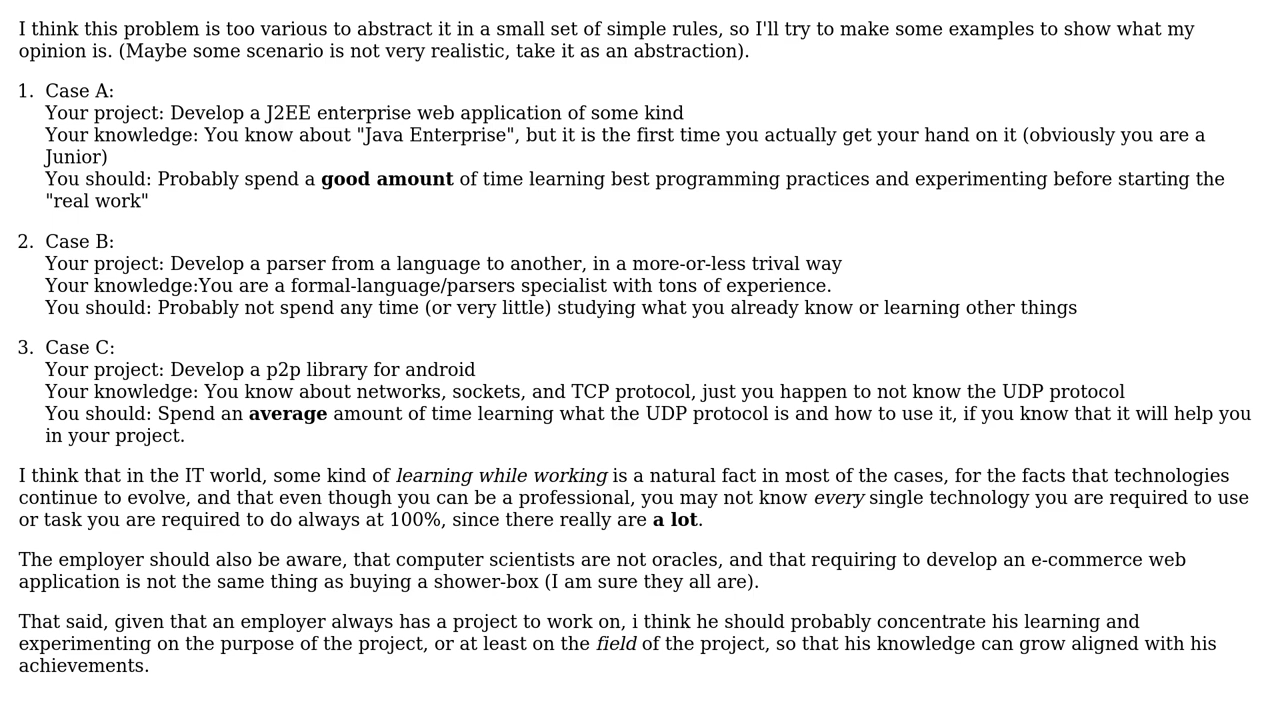 I think this problem is too various to abstract it in a small set of simple rules, so I'll try to make some examples to show what my
opinion is. (Maybe some scenario is not very realistic, take it as an abstraction).
1. Case A:
Your project: Develop a J2EE enterprise web application of some kind
Your knowledge: You know about "Java Enterprise", but it is the first time you actually get your hand on it (obviously you are a
Junior)
You should: Probably spend a good amount of time learning best programming practices and experimenting before starting the
"real work"
2. Case B:
Your project: Develop a parser from a language to another, in a more-or-less trival way
Your knowledge:You are a formal-language/parsers specialist with tons of experience.
You should: Probably not spend any time (or very little) studying what you already know or learning other things
3. Case C:
Your project: Develop a p2p library for android
Your knowledge: You know about networks, sockets, and TCP protocol, just you happen to not know the UDP protocol
You should: Spend an average amount of time learning what the UDP protocol is and how to use it, if you know that it will help you
in your project.
I think that in the IT world, some kind of learning while working is a natural fact in most of the cases, for the facts that technologies
continue to evolve, and that even though you can be a professional, you may not know every single technology you are required to use
or task you are required to do always at 100%, since there really are a lot.
The employer should also be aware, that computer scientists are not oracles, and that requiring to develop an e-commerce web
application is not the same thing as buying a shower-box (I am sure they all are).
That said, given that an employer always has a project to work on, i think he should probably concentrate his learning and
experimenting on the purpose of the project, or at least on the field of the project, so that his knowledge can grow aligned with his
achievements.